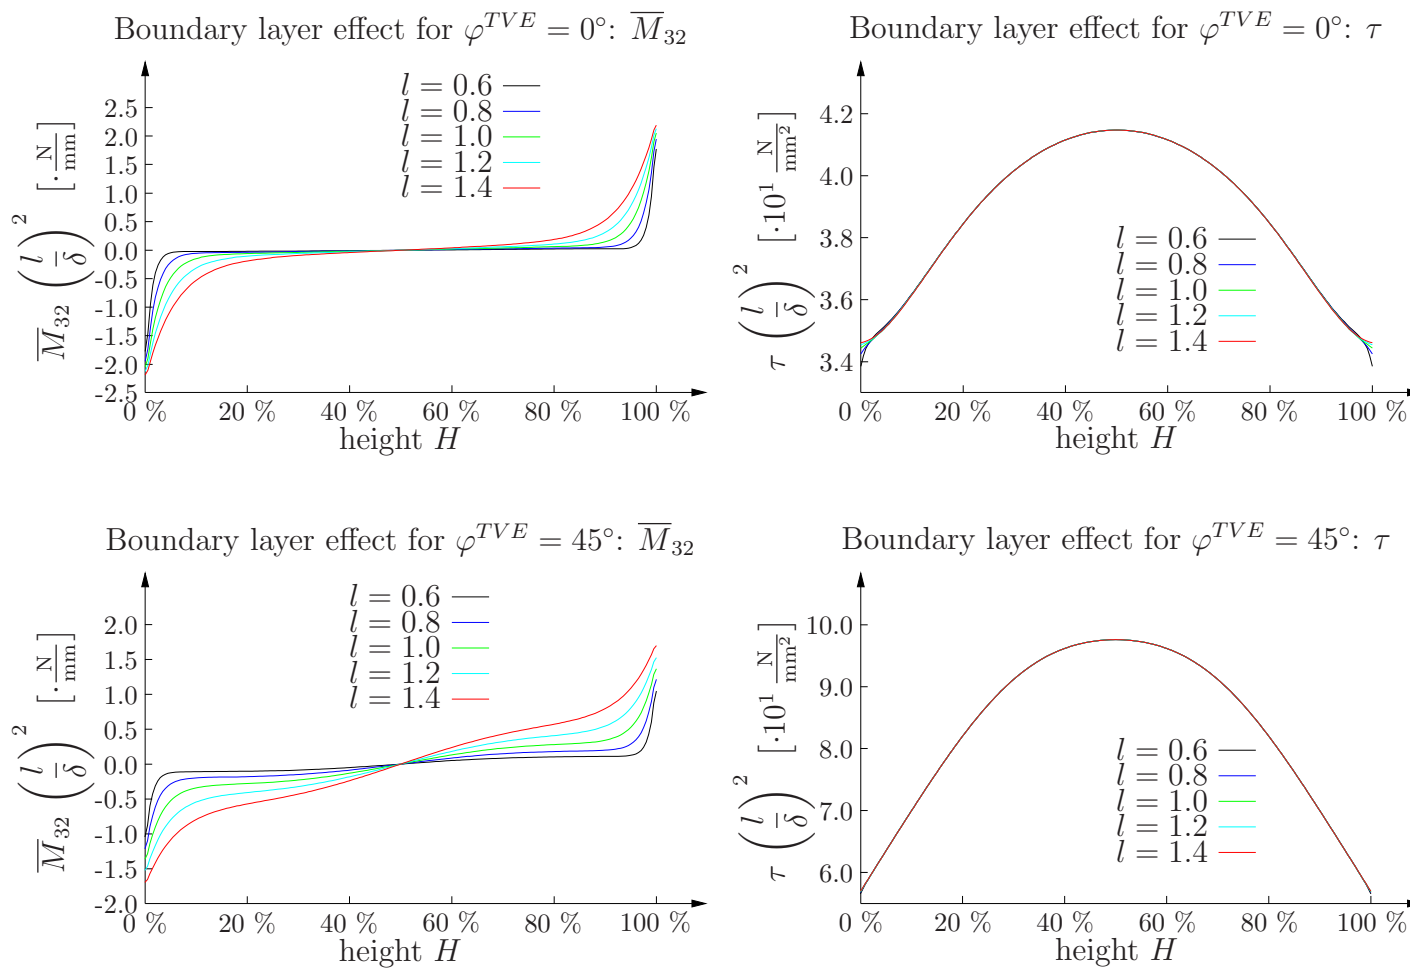 Boundary layer effect for φ^{TVE} = 0°: M̅₃₂
M̅₃₂ (l/δ)² [·N/mm]
2.5
2.0
1.5
1.0
0.5
0.0
-0.5
-1.0
-1.5
-2.0
-2.5
l = 0.6
l = 0.8
l = 1.0
l = 1.2
l = 1.4
0 % 20 % 40 % 60 % 80 % 100 %
height H
Boundary layer effect for φ^{TVE} = 0°: τ
τ (l/δ)² [·10¹ N/mm²]
4.2
4.0
3.8
3.6
3.4
l = 0.6
l = 0.8
l = 1.0
l = 1.2
l = 1.4
0 % 20 % 40 % 60 % 80 % 100 %
height H
Boundary layer effect for φ^{TVE} = 45°: M̅₃₂
M̅₃₂ (l/δ)² [·N/mm]
2.0
1.5
1.0
0.5
0.0
-0.5
-1.0
-1.5
-2.0
l = 0.6
l = 0.8
l = 1.0
l = 1.2
l = 1.4
0 % 20 % 40 % 60 % 80 % 100 %
height H
Boundary layer effect for φ^{TVE} = 45°: τ
τ (l/δ)² [·10¹ N/mm²]
10.0
9.0
8.0
7.0
6.0
l = 0.6
l = 0.8
l = 1.0
l = 1.2
l = 1.4
0 % 20 % 40 % 60 % 80 % 100 %
height H